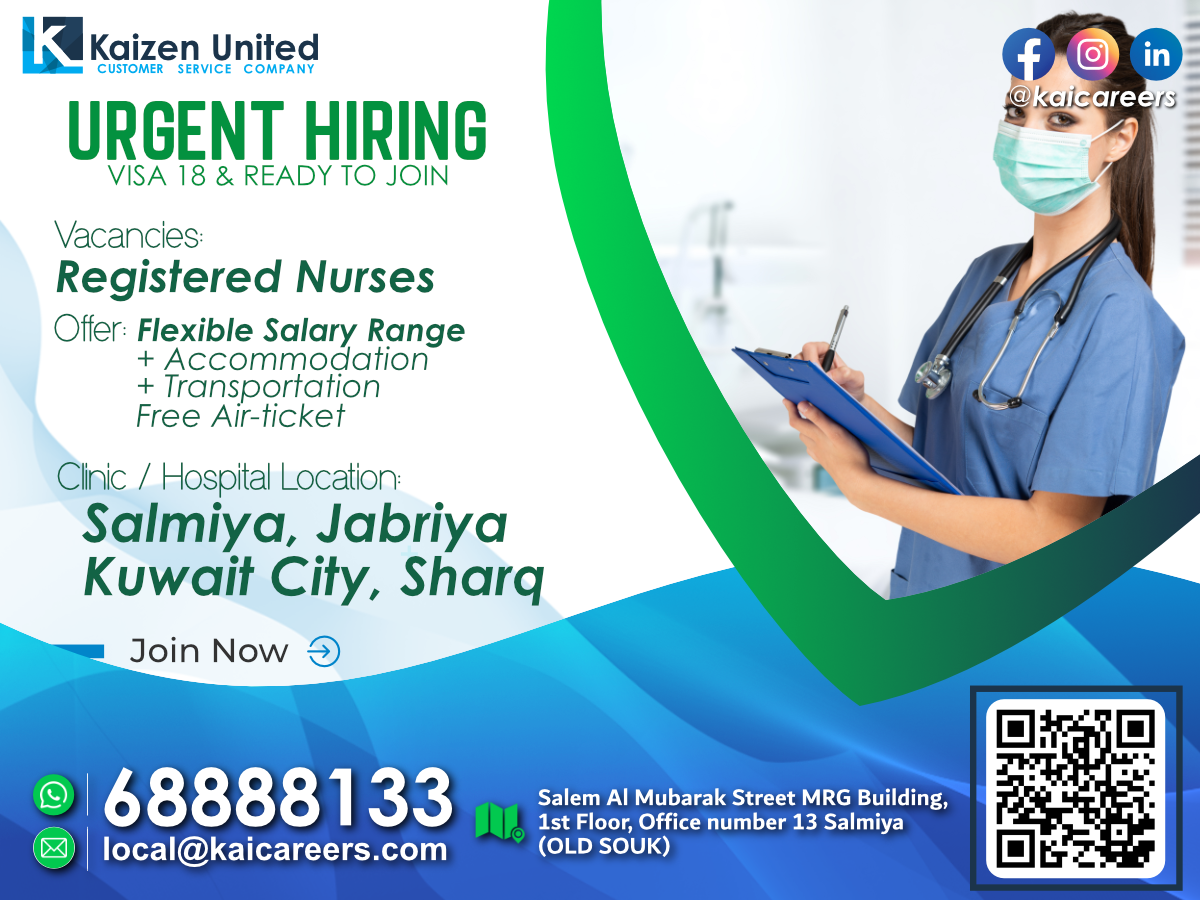 K Kaizen United
CUSTOMER SERVICE COMPANY
@kaicareers
URGENT HIRING
VISA 18 & READY TO JOIN
Vacancies:
Registered Nurses
Offer: Flexible Salary Range
+ Accommodation
+ Transportation
Free Air-ticket
Clinic / Hospital Location:
Salmiya, Jabriya
Kuwait City, Sharq
Join Now
68888133
local@kaicareers.com
Salem Al Mubarak Street MRG Building,
1st Floor, Office number 13 Salmiya
(OLD SOUK)